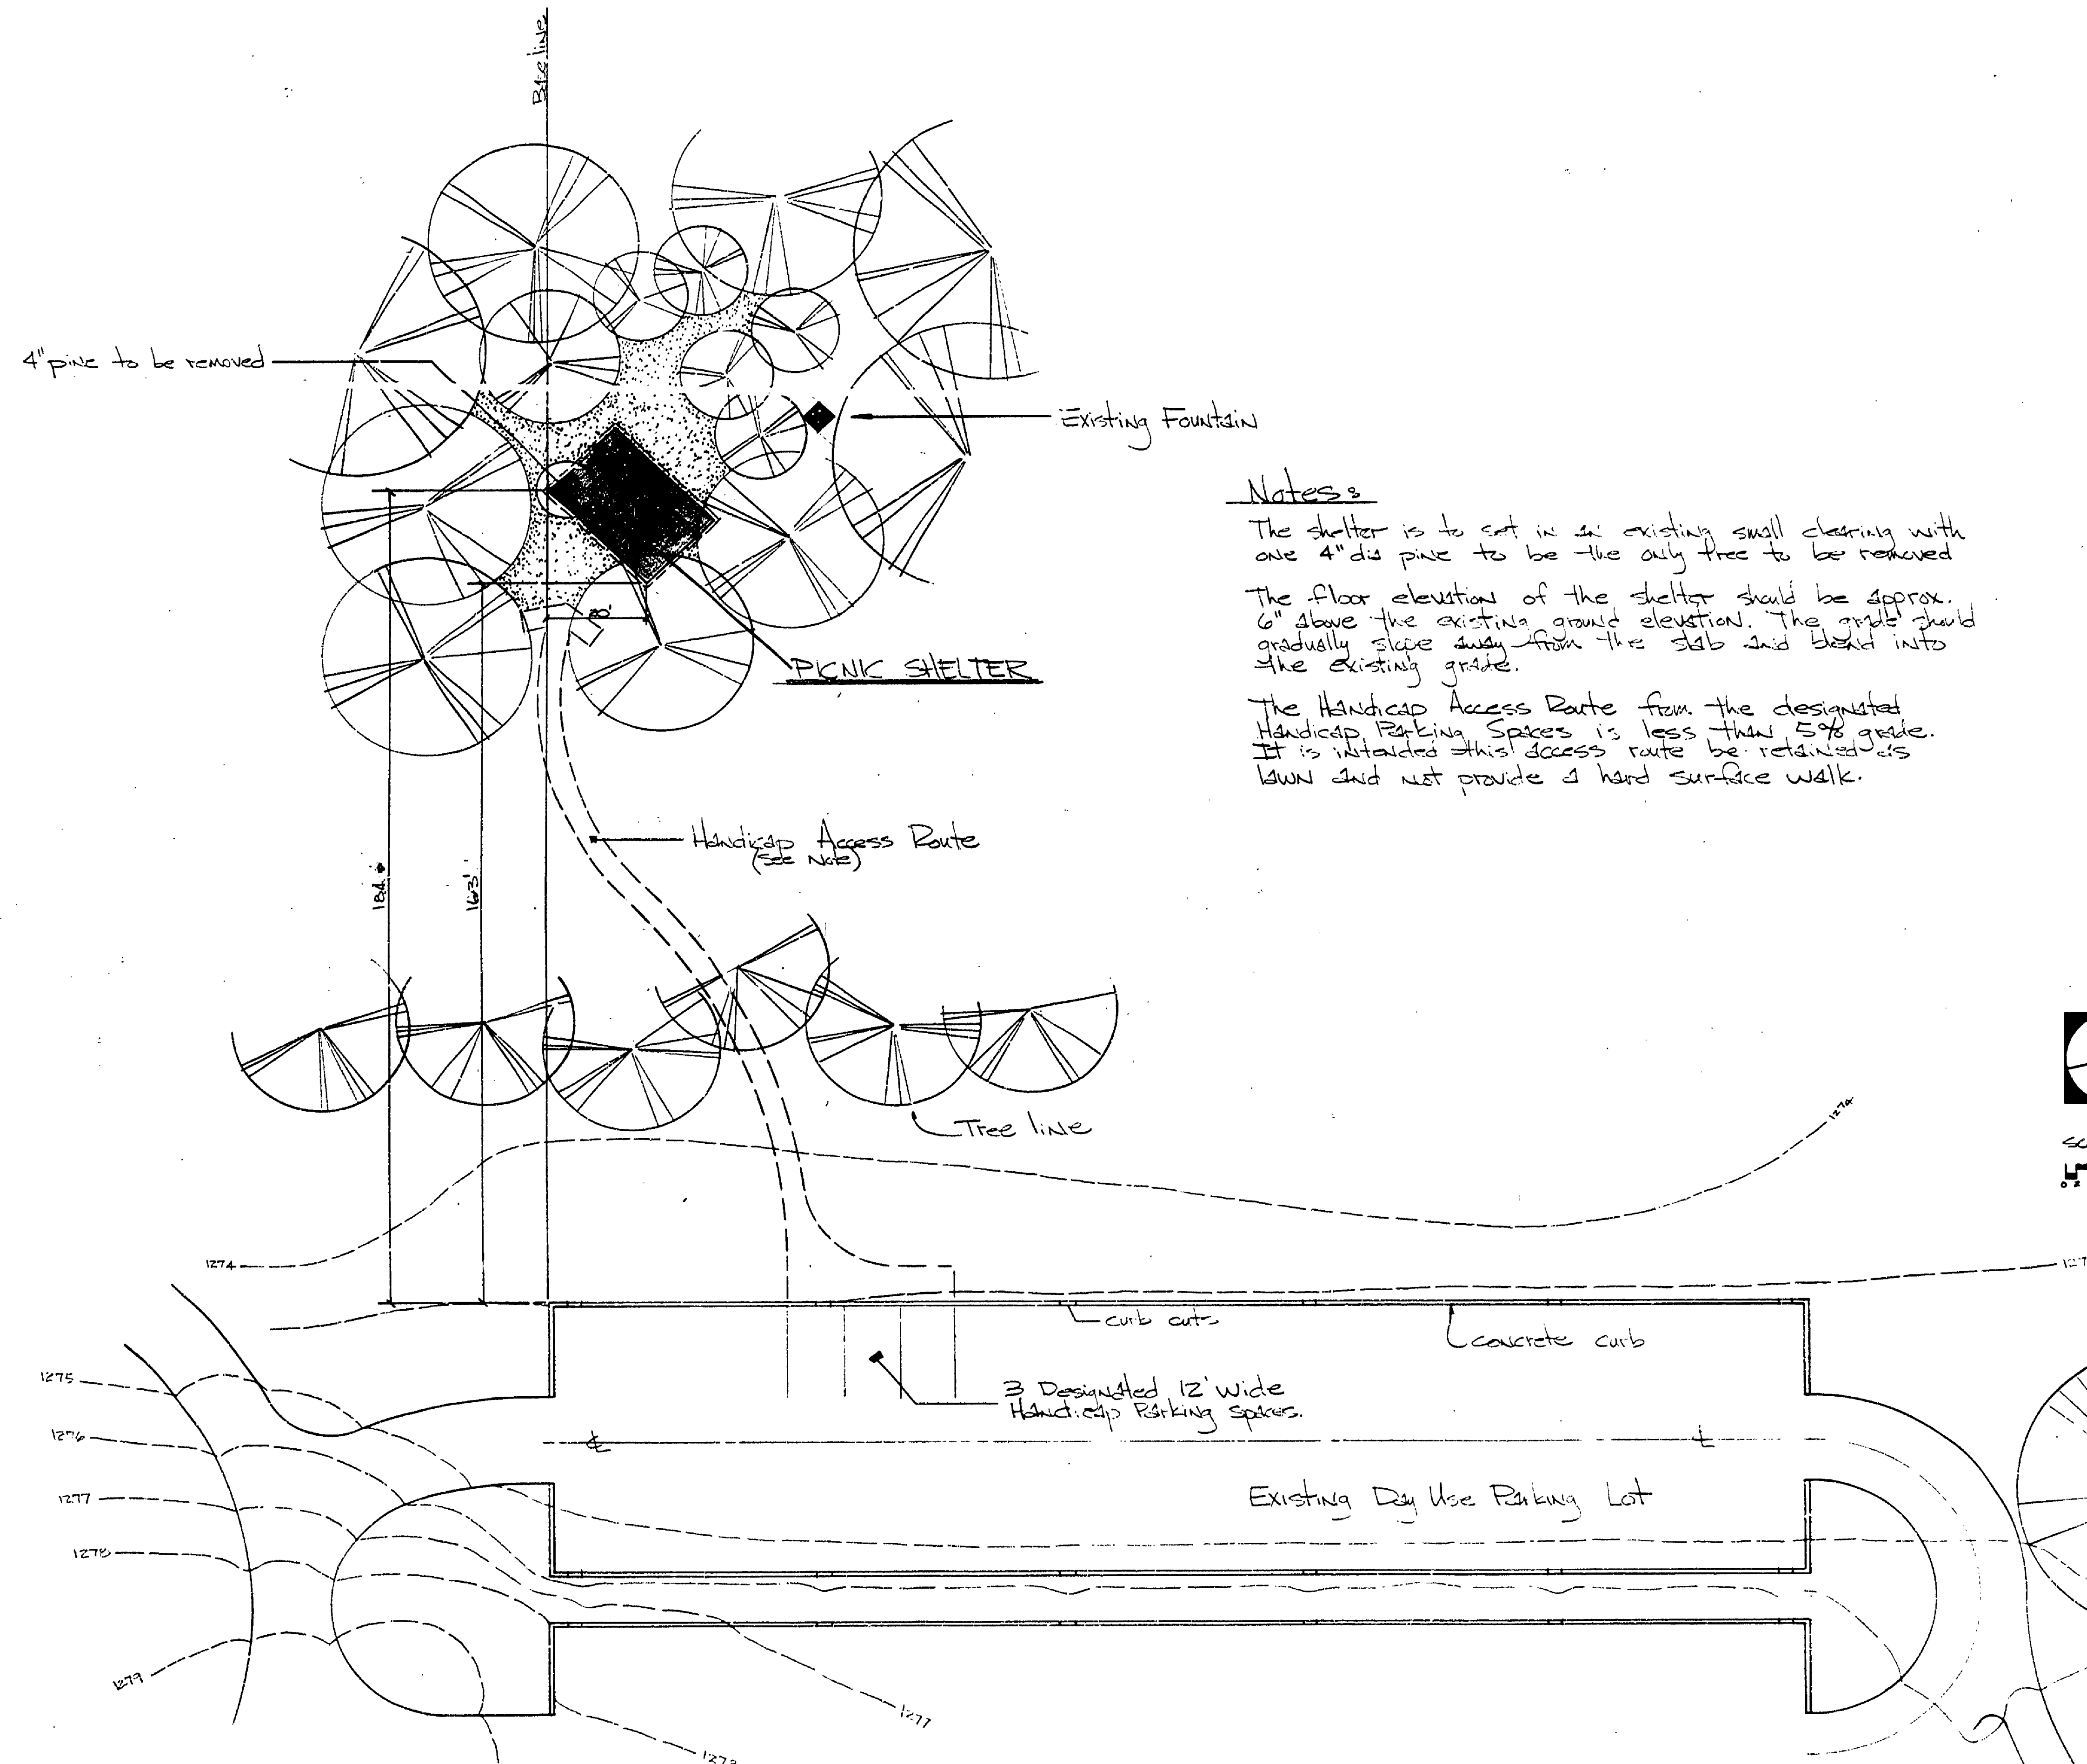 Baseline
4" pine to be removed
Existing Fountain
Notes:
The shelter is to set in an existing small clearing with
one 4" dia pine to be the only tree to be removed
The floor elevation of the shelter should be approx.
6" above the existing ground elevation. The grade should
gradually slope away from the slab and blend into
the existing grade.
The Handicap Access Route from the designated
Handicap Parking Spaces is less than 5% grade.
It is intended this access route be retained as
lawn and not provide a hard surface walk.
PICNIC SHELTER
Handicap Access Route
(see Note)
163'
Tree line
1274
1274
curb cuts
concrete curb
3 Designated 12' Wide
Handicap Parking Spaces.
1275
1276
1277
1278
1279
℄
Existing Day Use Parking Lot
1277
0 2